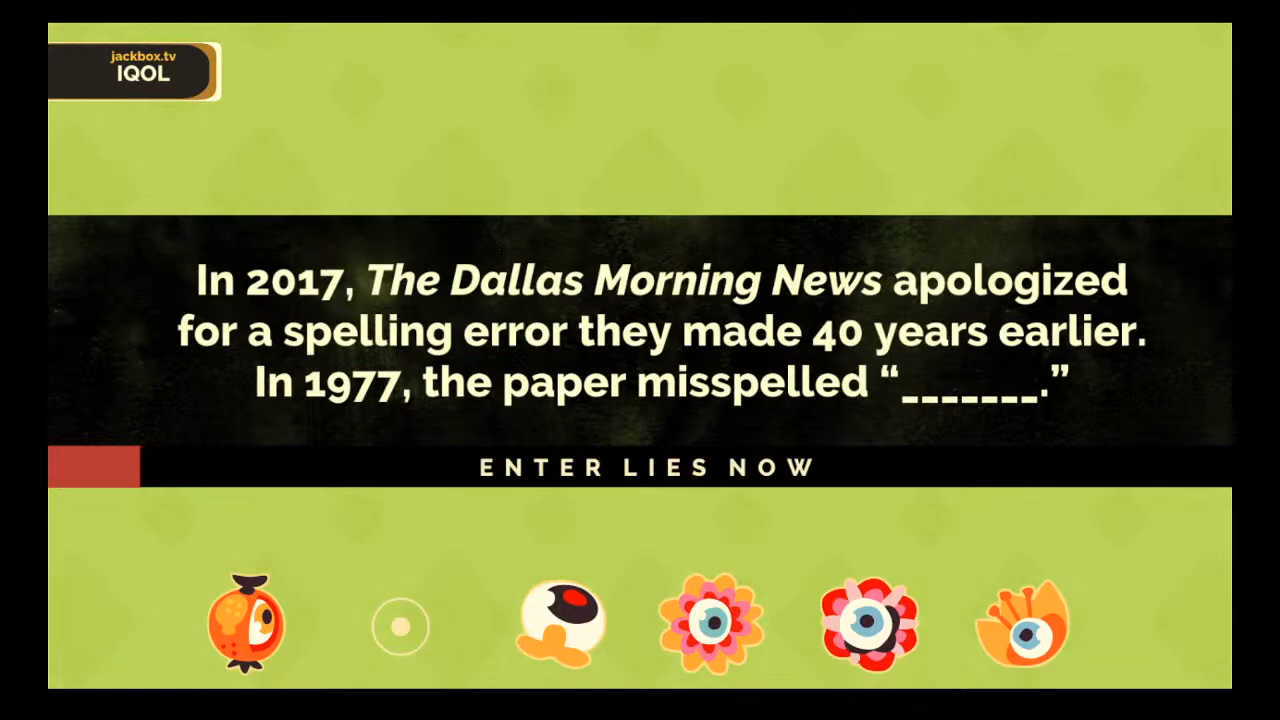 jackbox.tv
IQOL
In 2017, The Dallas Morning News apologized
for a spelling error they made 40 years earlier.
In 1977, the paper misspelled “_______.”
ENTER LIES NOW